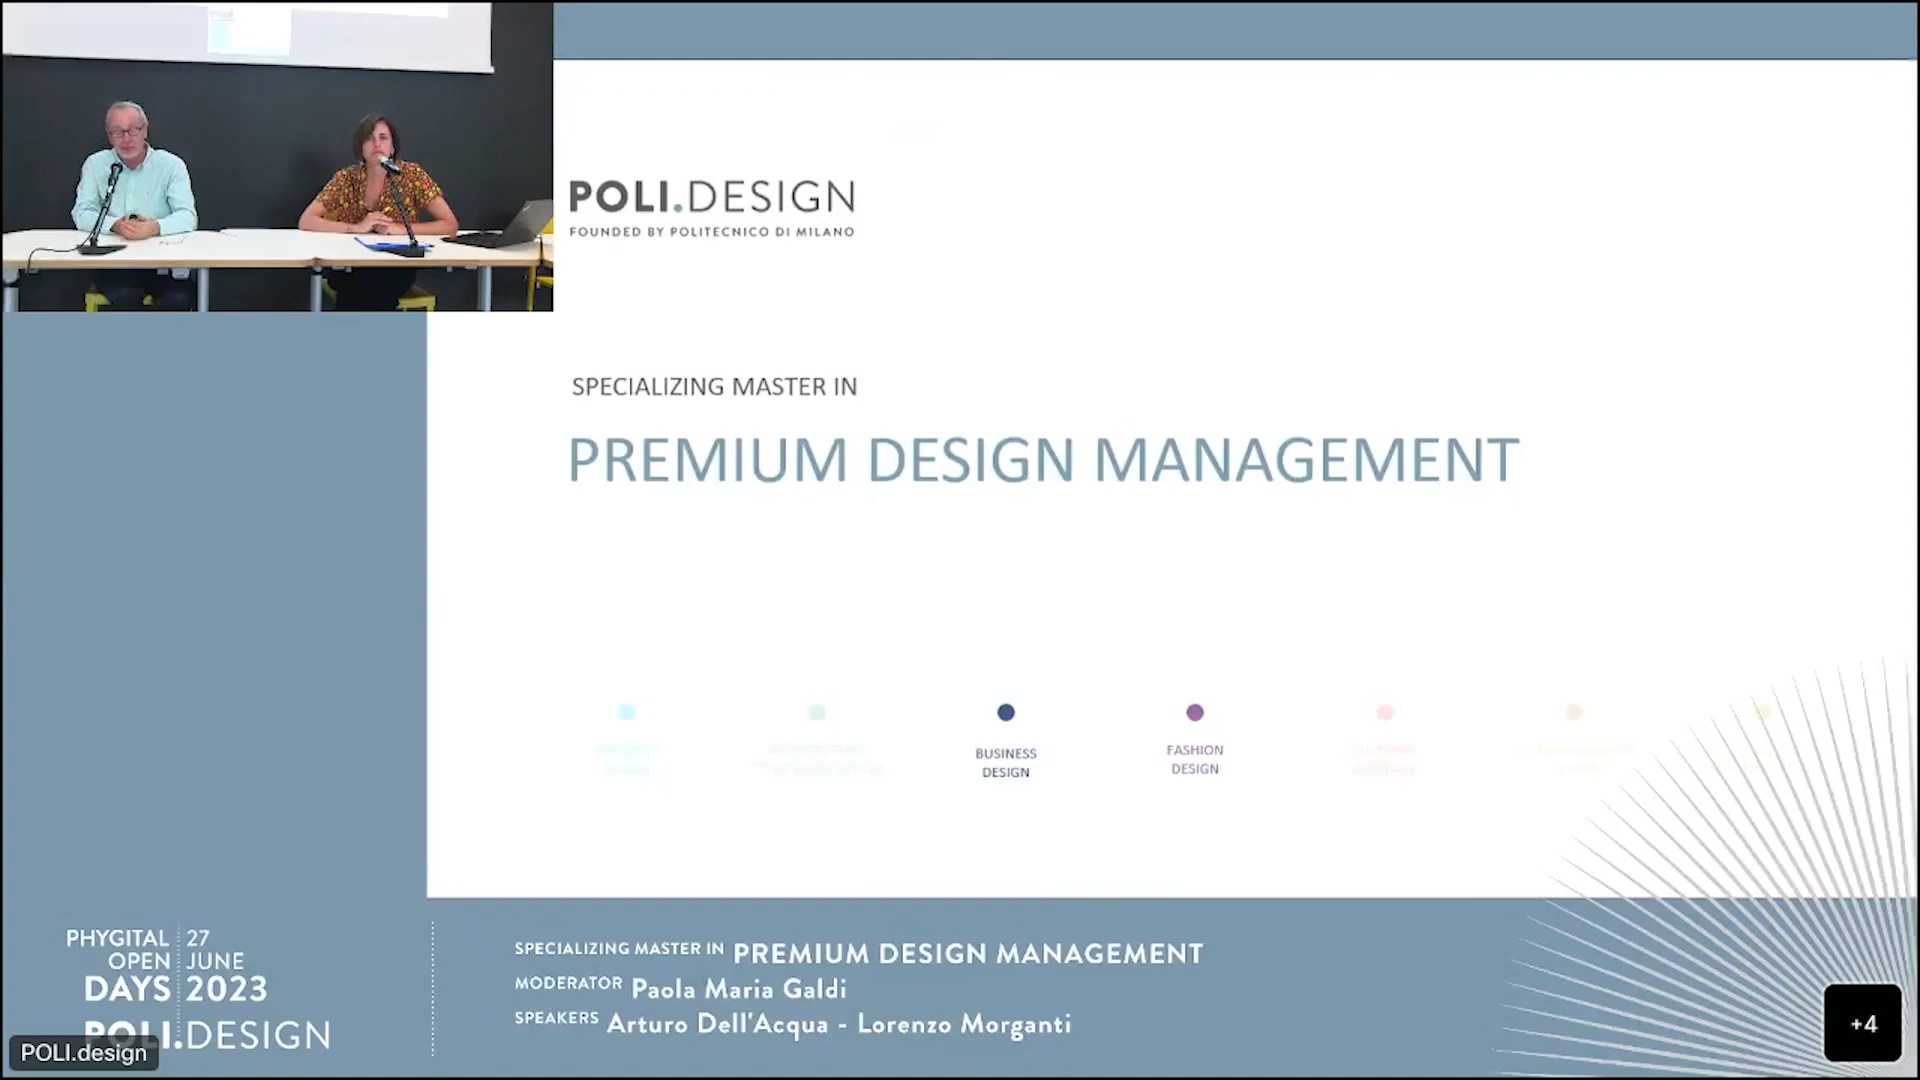 POLI.DESIGN
FOUNDED BY POLITECNICO DI MILANO
SPECIALIZING MASTER IN
PREMIUM DESIGN MANAGEMENT
BUSINESS
DESIGN
FASHION
DESIGN
PHYGITAL
OPEN
DAYS
27
JUNE
2023
POLI.DESIGN
POLI.design
SPECIALIZING MASTER IN PREMIUM DESIGN MANAGEMENT
MODERATOR Paola Maria Galdi
SPEAKERS Arturo Dell'Acqua - Lorenzo Morganti
+4